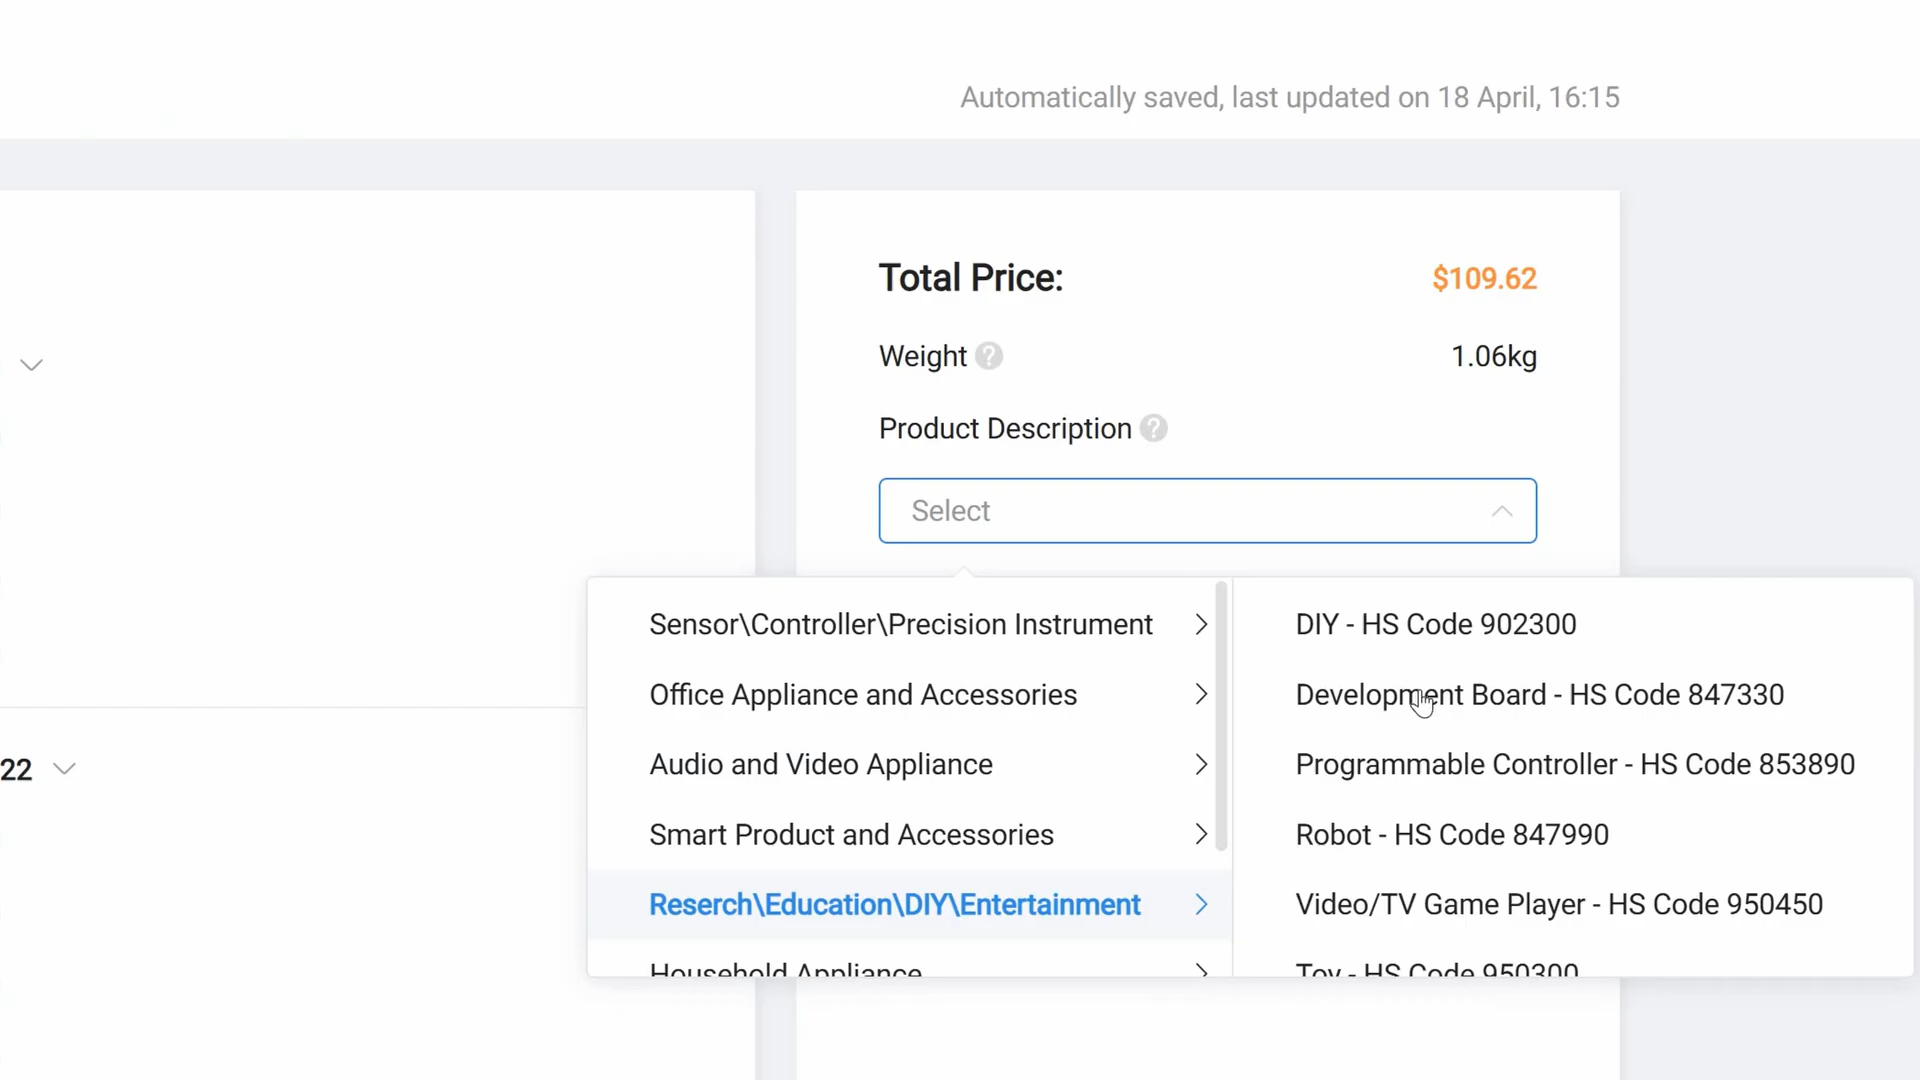 Automatically saved, last updated on 18 April, 16:15
Total Price: $109.62
Weight ? 1.06kg
Product Description ?
Select
22
Sensor\Controller\Precision Instrument
Office Appliance and Accessories
Audio and Video Appliance
Smart Product and Accessories
Reserch\Education\DIY\Entertainment
Household Appliance
DIY - HS Code 902300
Development Board - HS Code 847330
Programmable Controller - HS Code 853890
Robot - HS Code 847990
Video/TV Game Player - HS Code 950450
Toy - HS Code 950300